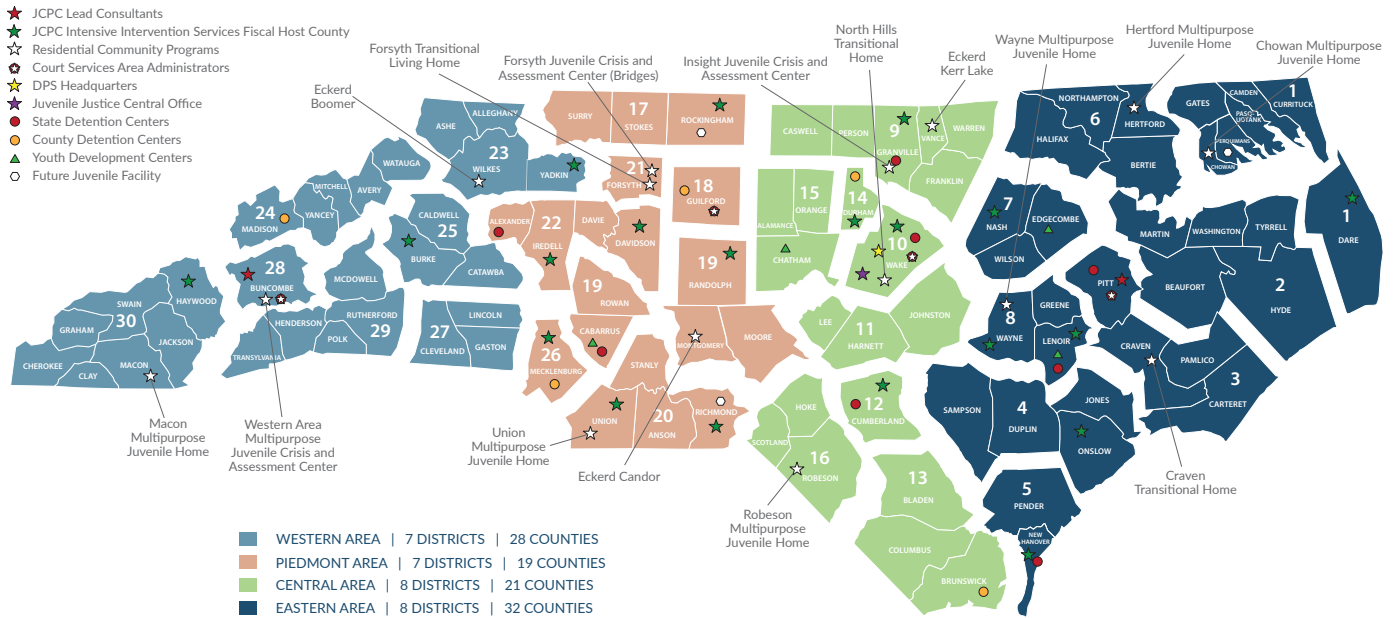 JCPC Lead Consultants
JCPC Intensive Intervention Services Fiscal Host County
Residential Community Programs
Court Services Area Administrators
DPS Headquarters
Juvenile Justice Central Office
State Detention Centers
County Detention Centers
Youth Development Centers
Future Juvenile Facility
Eckerd
Boomer
Forsyth Transitional
Living Home
Forsyth Juvenile Crisis and
Assessment Center (Bridges)
Insight Juvenile Crisis and
Assessment Center
North Hills
Transitional
Home
Eckerd
Kerr Lake
Wayne Multipurpose
Juvenile Home
Hertford Multipurpose
Juvenile Home
Chowan Multipurpose
Juvenile Home
ALLEGHANY
ASHE
23
WILKES
WATAUGA
YADKIN
MITCHELL
AVERY
YANCEY
24
MADISON
CALDWELL
25
BURKE
CATAWBA
28
BUNCOMBE
MCDOWELL
HAYWOOD
SWAIN
30
GRAHAM
JACKSON
CHEROKEE
CLAY
MACON
HENDERSON
TRANSYLVANIA
POLK
RUTHERFORD
29
27
CLEVELAND
LINCOLN
GASTON
SURRY
17
STOKES
ROCKINGHAM
21
FORSYTH
18
GUILFORD
ALEXANDER
22
IREDELL
DAVIE
DAVIDSON
19
ROWAN
CABARRUS
19
RANDOLPH
26
MECKLENBURG
STANLY
MONTGOMERY
MOORE
UNION
20
ANSON
RICHMOND
CASWELL
PERSON
9
GRANVILLE
VANCE
WARREN
FRANKLIN
15
ORANGE
ALAMANCE
CHATHAM
14
DURHAM
10
WAKE
LEE
11
HARNETT
JOHNSTON
HOKE
SCOTLAND
16
ROBESON
12
CUMBERLAND
13
BLADEN
COLUMBUS
BRUNSWICK
NORTHAMPTON
6
HALIFAX
HERTFORD
BERTIE
GATES
CAMDEN
1
CURRITUCK
PASQ-
UOTANK
PERQUIMANS
CHOWAN
7
NASH
EDGECOMBE
WILSON
MARTIN
WASHINGTON
TYRRELL
1
DARE
PITT
BEAUFORT
2
HYDE
GREENE
8
WAYNE
LENOIR
CRAVEN
PAMLICO
3
CARTERET
JONES
SAMPSON
4
DUPLIN
ONSLOW
5
PENDER
NEW
HANOVER
Macon
Multipurpose
Juvenile Home
Western Area
Multipurpose
Juvenile Crisis and
Assessment Center
Union
Multipurpose
Juvenile Home
Eckerd Candor
Robeson
Multipurpose
Juvenile Home
Craven
Transitional Home
WESTERN AREA | 7 DISTRICTS | 28 COUNTIES
PIEDMONT AREA | 7 DISTRICTS | 19 COUNTIES
CENTRAL AREA | 8 DISTRICTS | 21 COUNTIES
EASTERN AREA | 8 DISTRICTS | 32 COUNTIES